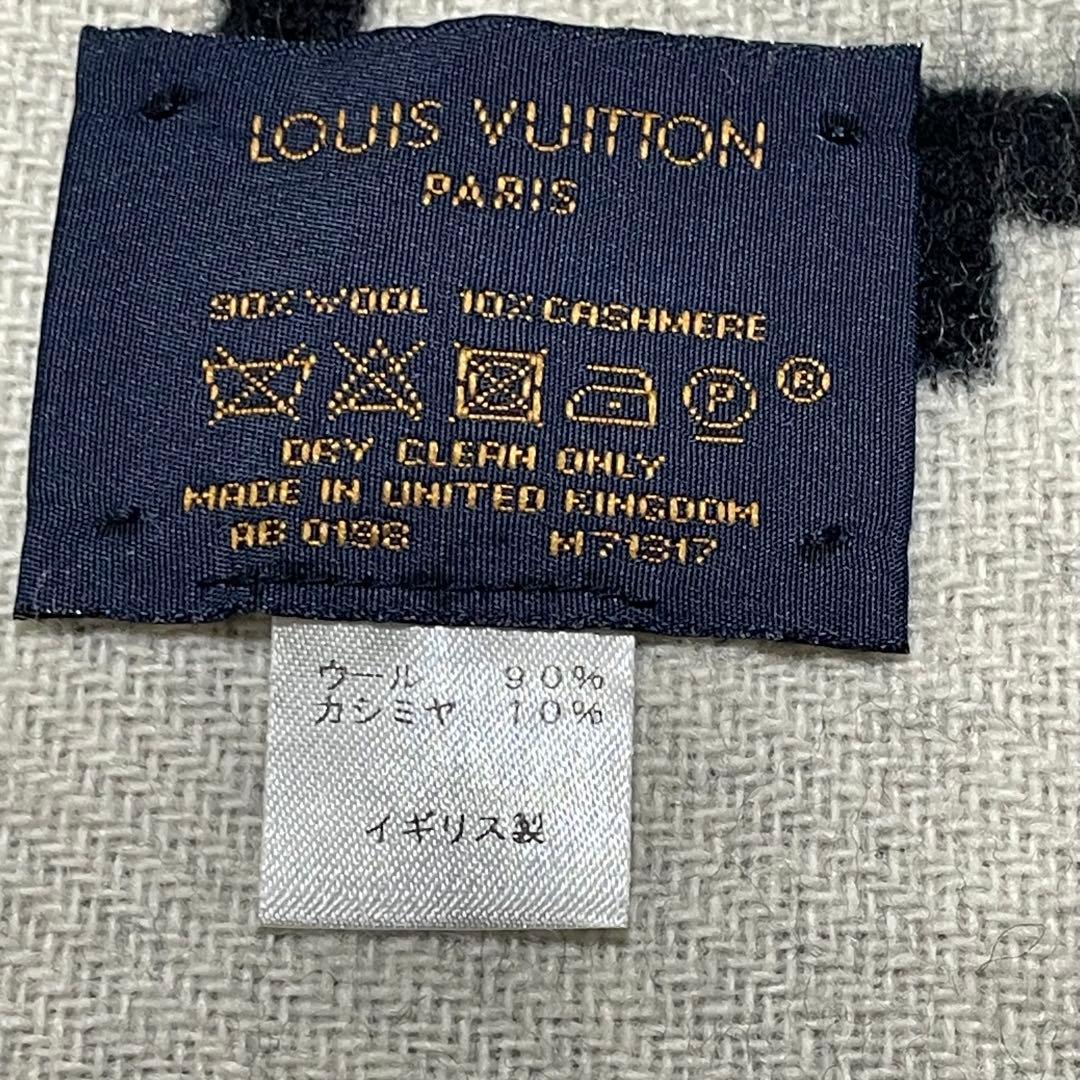 LOUIS VUITTON
PARIS
90% WOOL 10% CASHMERE
P ®
DRY CLEAN ONLY
MADE IN UNITED KINGDOM
AB 0198 M71317
ウール 90%
カシミヤ 10%
イギリス製